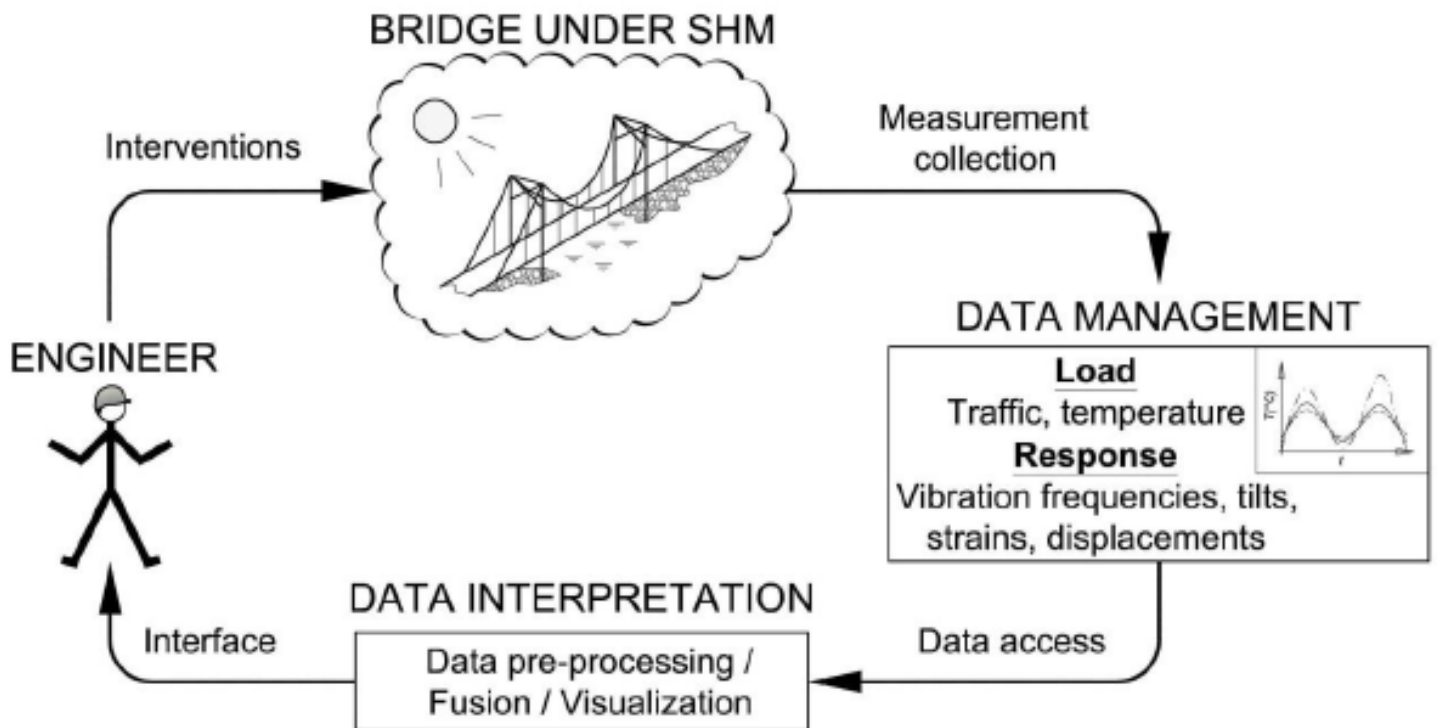 BRIDGE UNDER SHM
Interventions
Measurement
collection
DATA MANAGEMENT
Load
Traffic, temperature
Response
Vibration frequencies, tilts,
strains, displacements
T(°C)
ENGINEER
DATA INTERPRETATION
Interface
Data pre-processing /
Fusion / Visualization
Data access